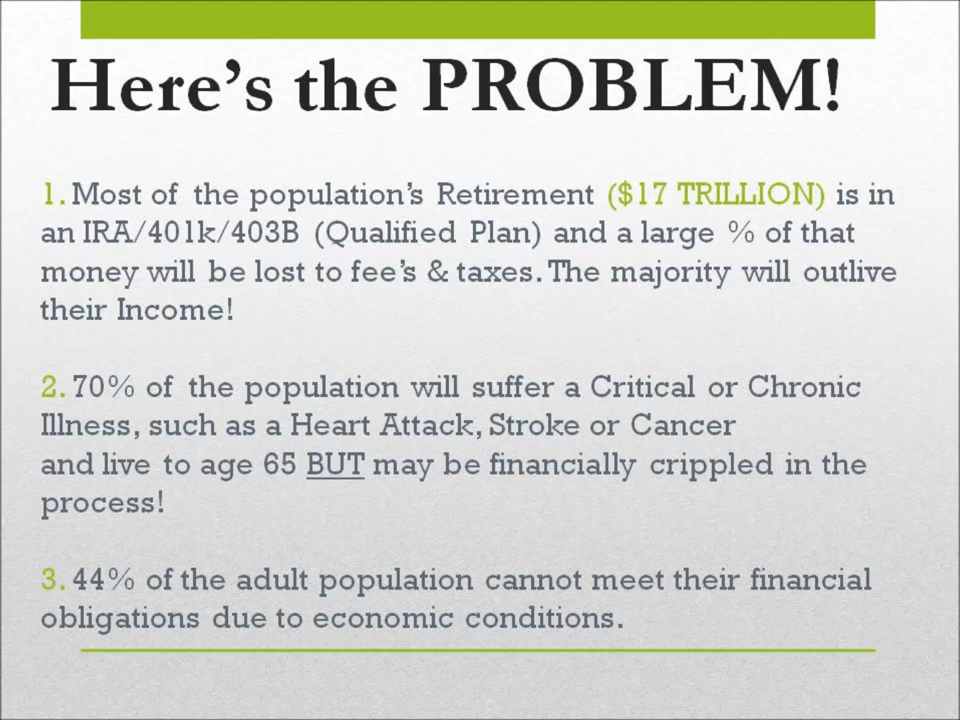 Here's the PROBLEM!
1. Most of the population's Retirement ($17 TRILLION) is in
an IRA/401k/403B (Qualified Plan) and a large % of that
money will be lost to fee's & taxes. The majority will outlive
their Income!
2. 70% of the population will suffer a Critical or Chronic
Illness, such as a Heart Attack, Stroke or Cancer
and live to age 65 BUT may be financially crippled in the
process!
3. 44% of the adult population cannot meet their financial
obligations due to economic conditions.